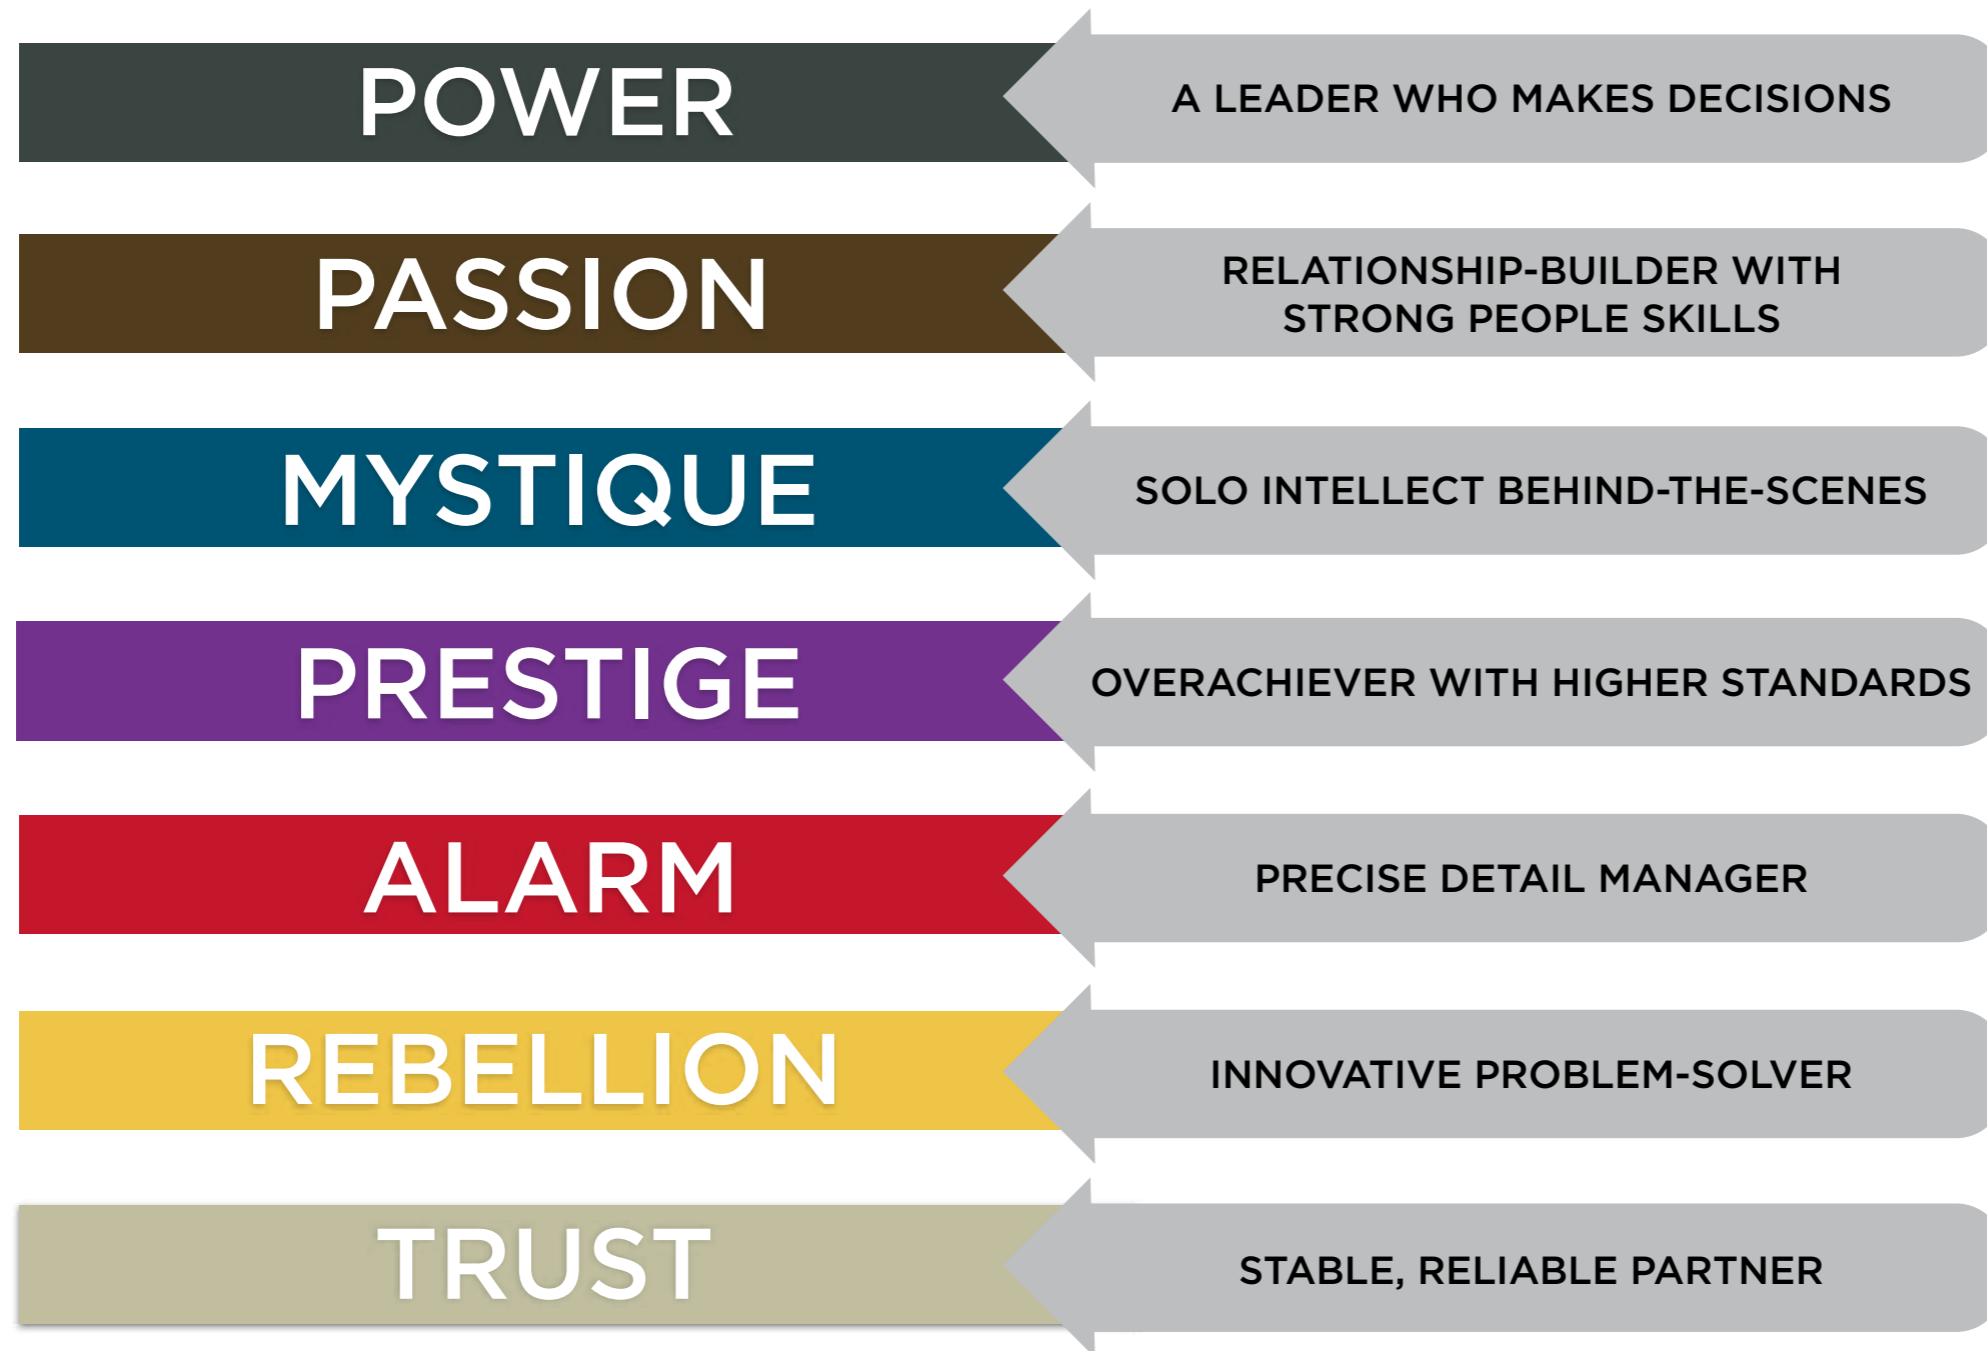 POWER
A LEADER WHO MAKES DECISIONS
PASSION
RELATIONSHIP-BUILDER WITH
STRONG PEOPLE SKILLS
MYSTIQUE
SOLO INTELLECT BEHIND-THE-SCENES
PRESTIGE
OVERACHIEVER WITH HIGHER STANDARDS
ALARM
PRECISE DETAIL MANAGER
REBELLION
INNOVATIVE PROBLEM-SOLVER
TRUST
STABLE, RELIABLE PARTNER